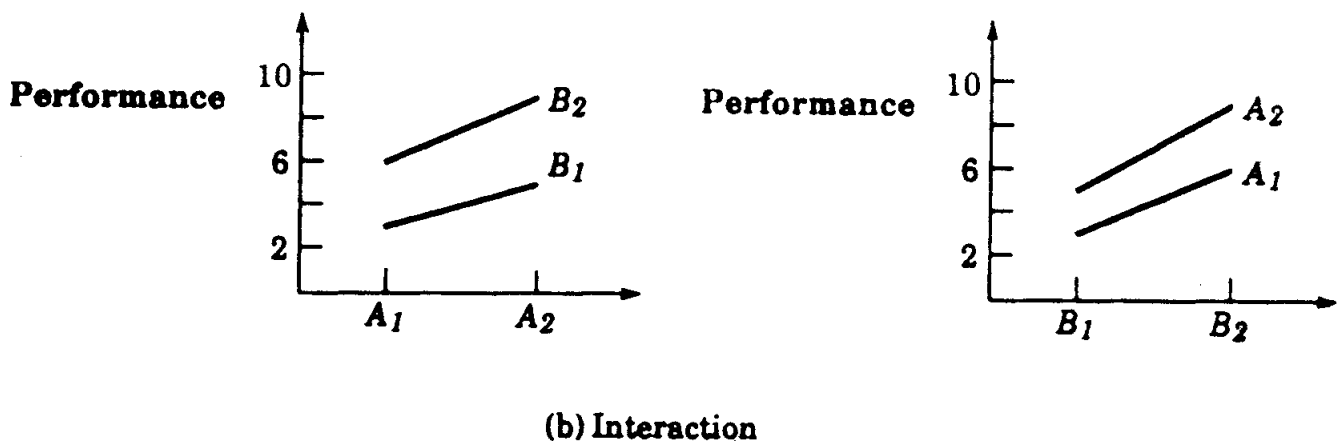 Performance
10
6
2
B2
B1
A1 A2
Performance
10
6
2
A2
A1
B1 B2
(b) Interaction